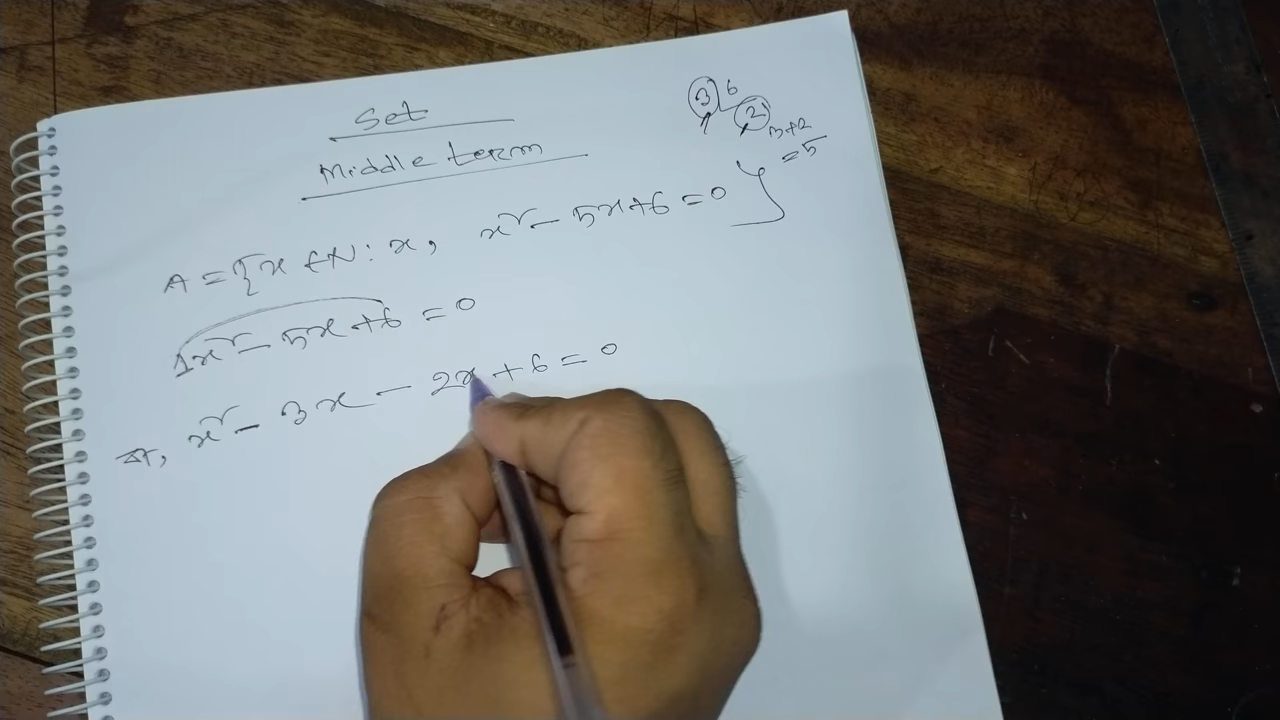 Set
Middle term
3 6
2
3+2
=5
A = {x ∈ N : x, x² - 5x + 6 = 0}
1x² - 5x + 6 = 0
বা, x² - 3x - 2x + 6 = 0